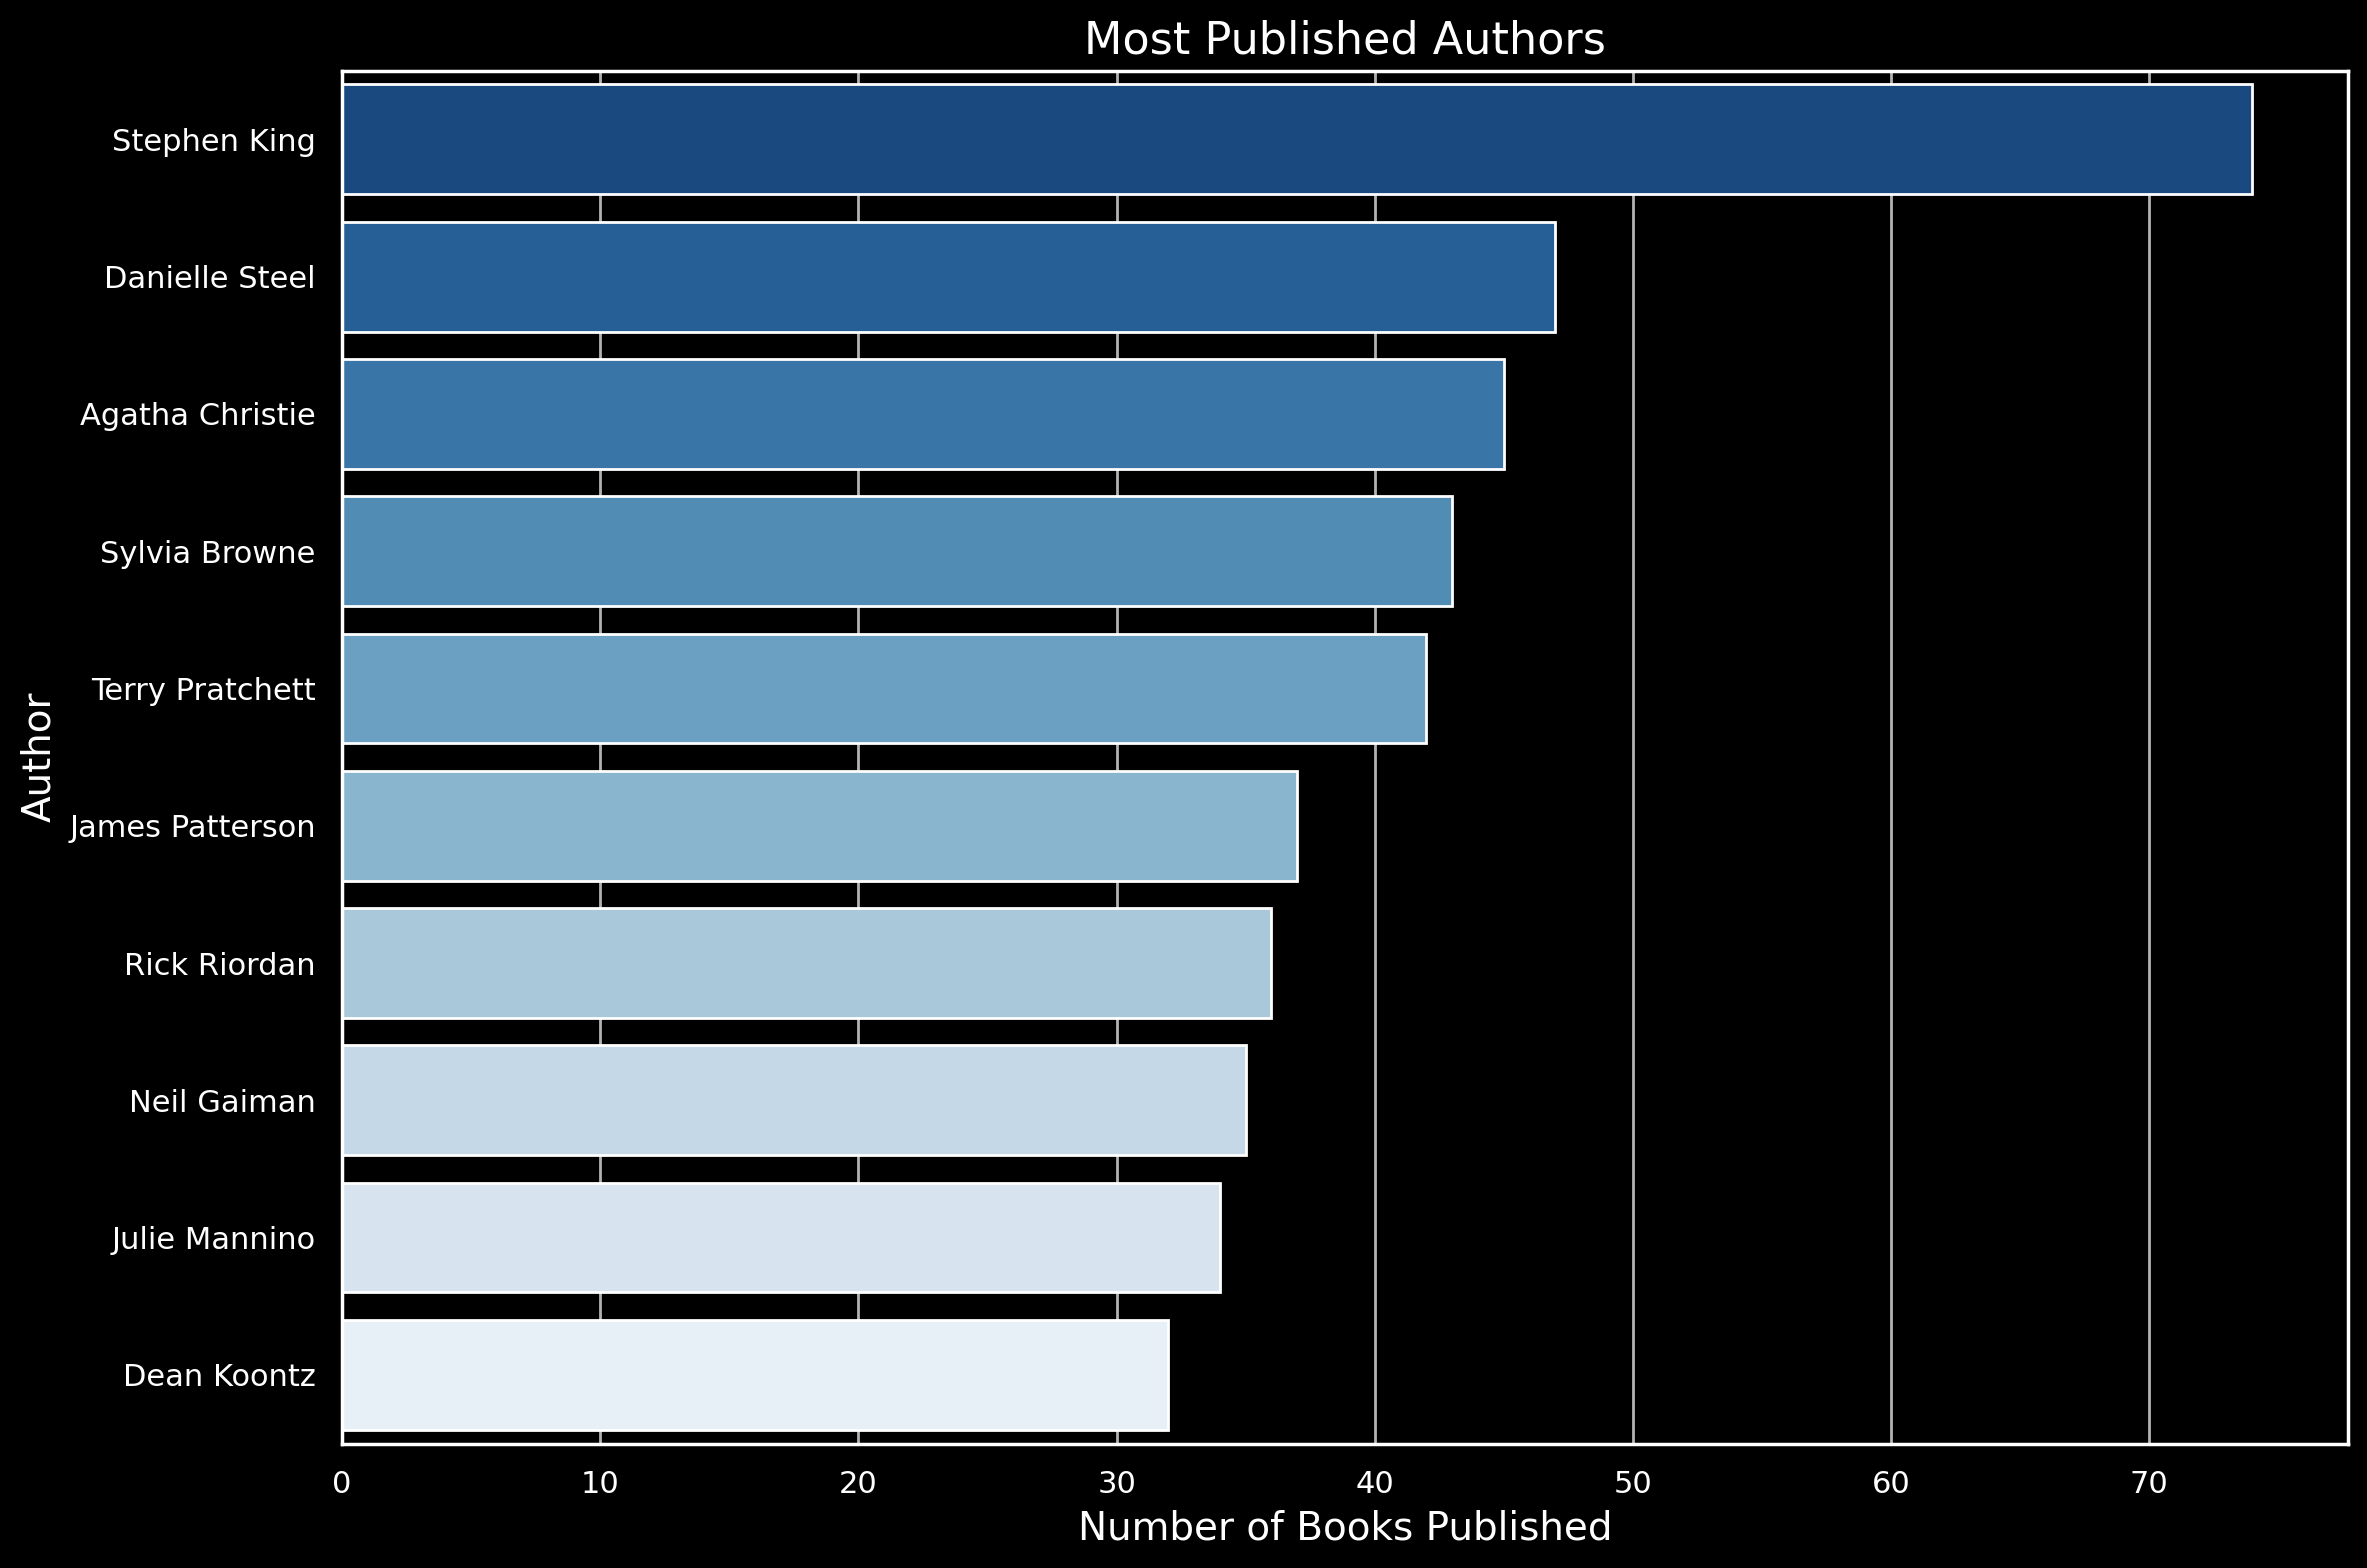 Most Published Authors
Stephen King
Danielle Steel
Agatha Christie
Sylvia Browne
Terry Pratchett
James Patterson
Rick Riordan
Neil Gaiman
Julie Mannino
Dean Koontz
Author
0 10 20 30 40 50 60 70
Number of Books Published